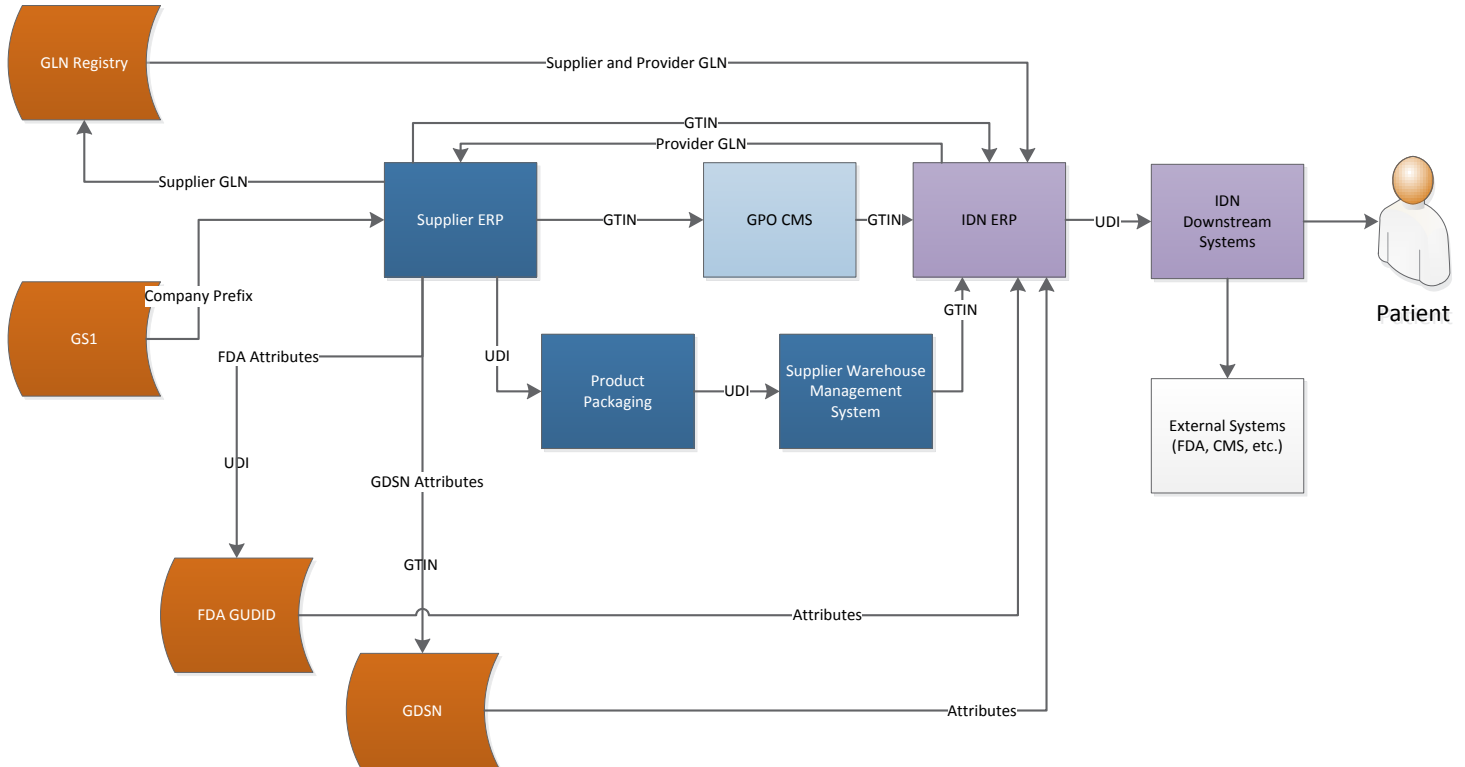 GLN Registry
Supplier and Provider GLN
GTIN
Provider GLN
Supplier GLN
Supplier ERP
GTIN
GPO CMS
GTIN
IDN ERP
UDI
IDN
Downstream
Systems
Patient
Company Prefix
GS1
GTIN
FDA Attributes
UDI
Product
Packaging
UDI
Supplier Warehouse
Management
System
External Systems
(FDA, CMS, etc.)
UDI
GDSN Attributes
GTIN
FDA GUDID
Attributes
GDSN
Attributes